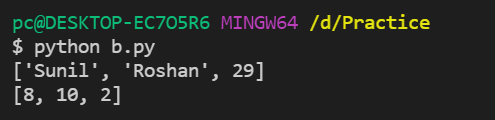 pc@DESKTOP-EC7O5R6 MINGW64 /d/Practice
$ python b.py
['Sunil', 'Roshan', 29]
[8, 10, 2]